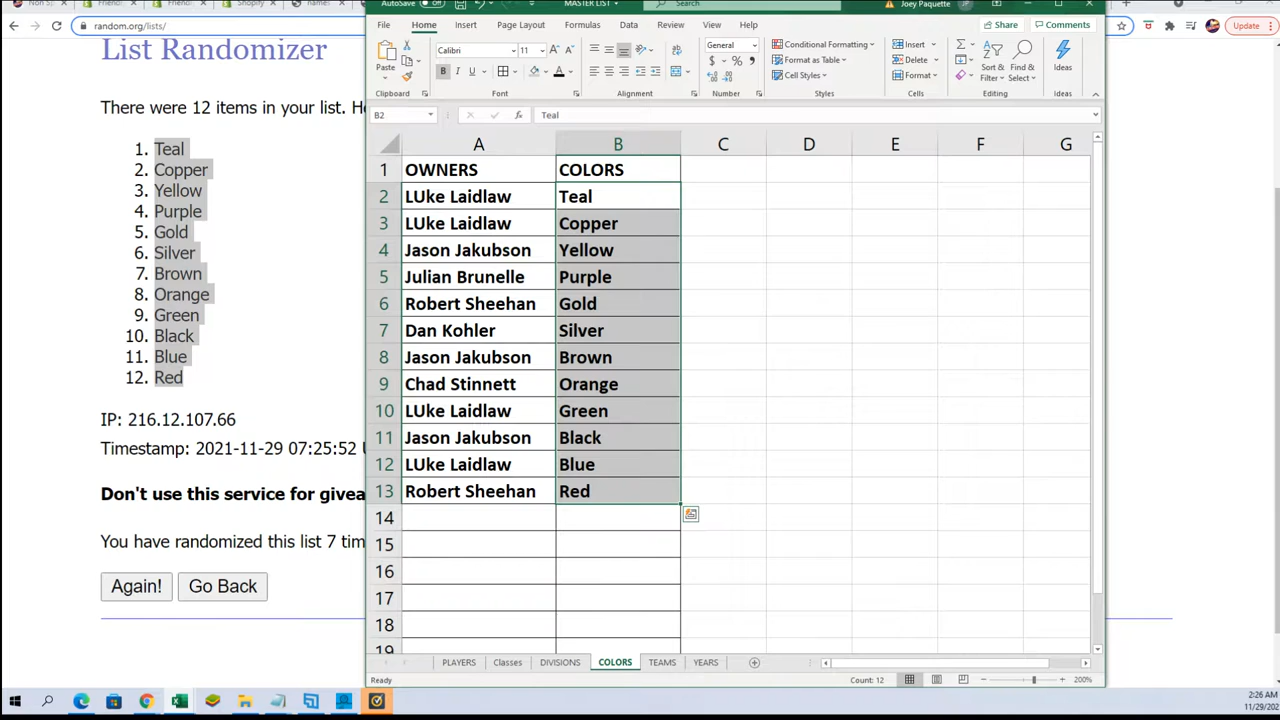 random.org/lists/
Update
List Randomizer
There were 12 items in your list.
1. Teal
2. Copper
3. Yellow
4. Purple
5. Gold
6. Silver
7. Brown
8. Orange
9. Green
10. Black
11. Blue
12. Red
IP: 216.12.107.66
Timestamp: 2021-11-29 07:25:52
Don't use this service for
You have randomized this list 7
Again! Go Back
AutoSave Off MASTER LIST Search Joey Paquette JP
File Home Insert Page Layout Formulas Data Review View Help Share Comments
Paste Calibri 11 General Conditional Formatting Insert
Format as Table Delete
Cell Styles Format
Sort & Filter Find & Select Ideas
Clipboard Font Alignment Number Styles Cells Editing Ideas
B2 fx Teal
A B C D E F G
1 OWNERS COLORS
2 LUke Laidlaw Teal
3 LUke Laidlaw Copper
4 Jason Jakubson Yellow
5 Julian Brunelle Purple
6 Robert Sheehan Gold
7 Dan Kohler Silver
8 Jason Jakubson Brown
9 Chad Stinnett Orange
10 LUke Laidlaw Green
11 Jason Jakubson Black
12 LUke Laidlaw Blue
13 Robert Sheehan Red
14
15
16
17
18
19
PLAYERS Classes DIVISIONS COLORS TEAMS YEARS
Ready Count: 12 200%
2:26 AM